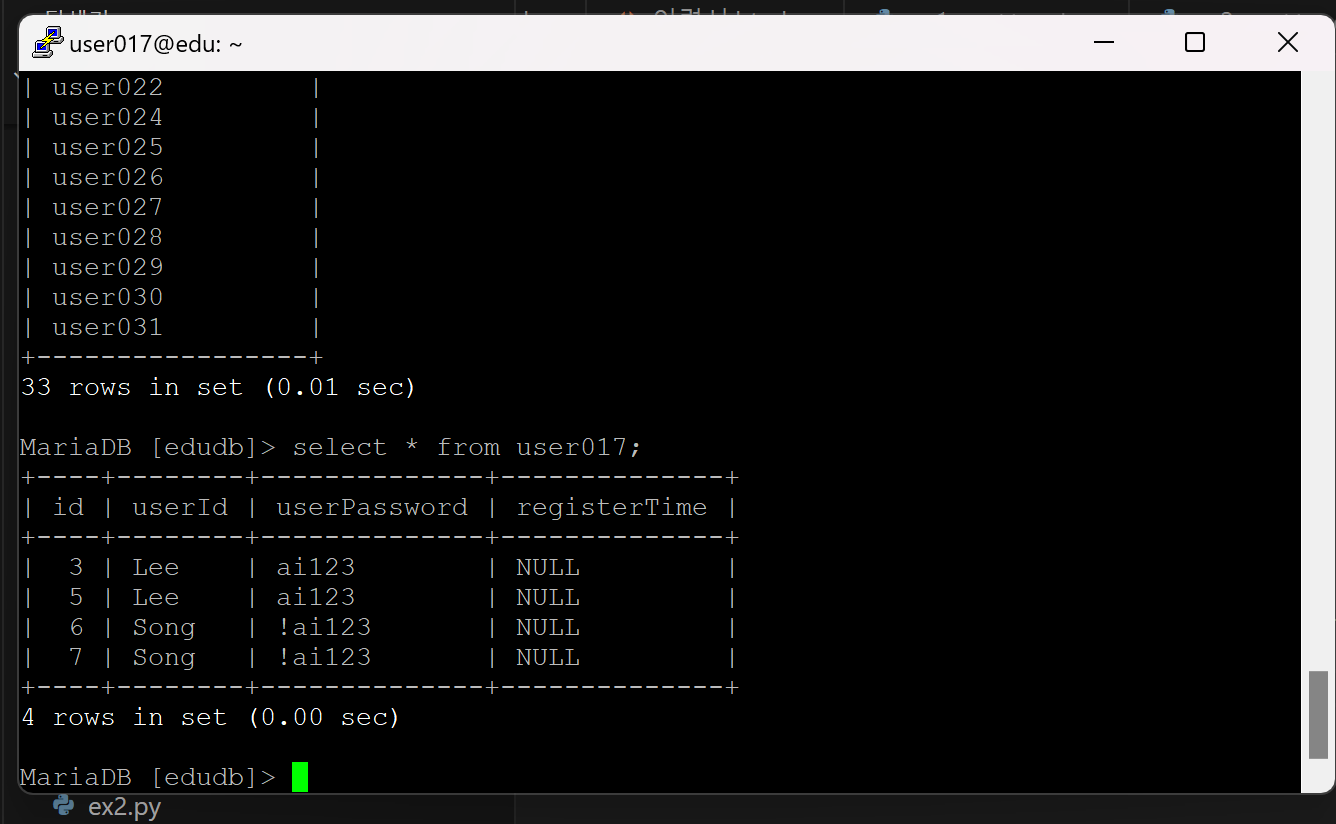 user017@edu: ~
| user022         |
| user024         |
| user025         |
| user026         |
| user027         |
| user028         |
| user029         |
| user030         |
| user031         |
+-----------------+
33 rows in set (0.01 sec)
MariaDB [edudb]> select * from user017;
+----+--------+--------------+--------------+
| id | userId | userPassword | registerTime |
+----+--------+--------------+--------------+
|  3 | Lee    | ai123        | NULL         |
|  5 | Lee    | ai123        | NULL         |
|  6 | Song   | !ai123       | NULL         |
|  7 | Song   | !ai123       | NULL         |
+----+--------+--------------+--------------+
4 rows in set (0.00 sec)
MariaDB [edudb]>
ex2.py